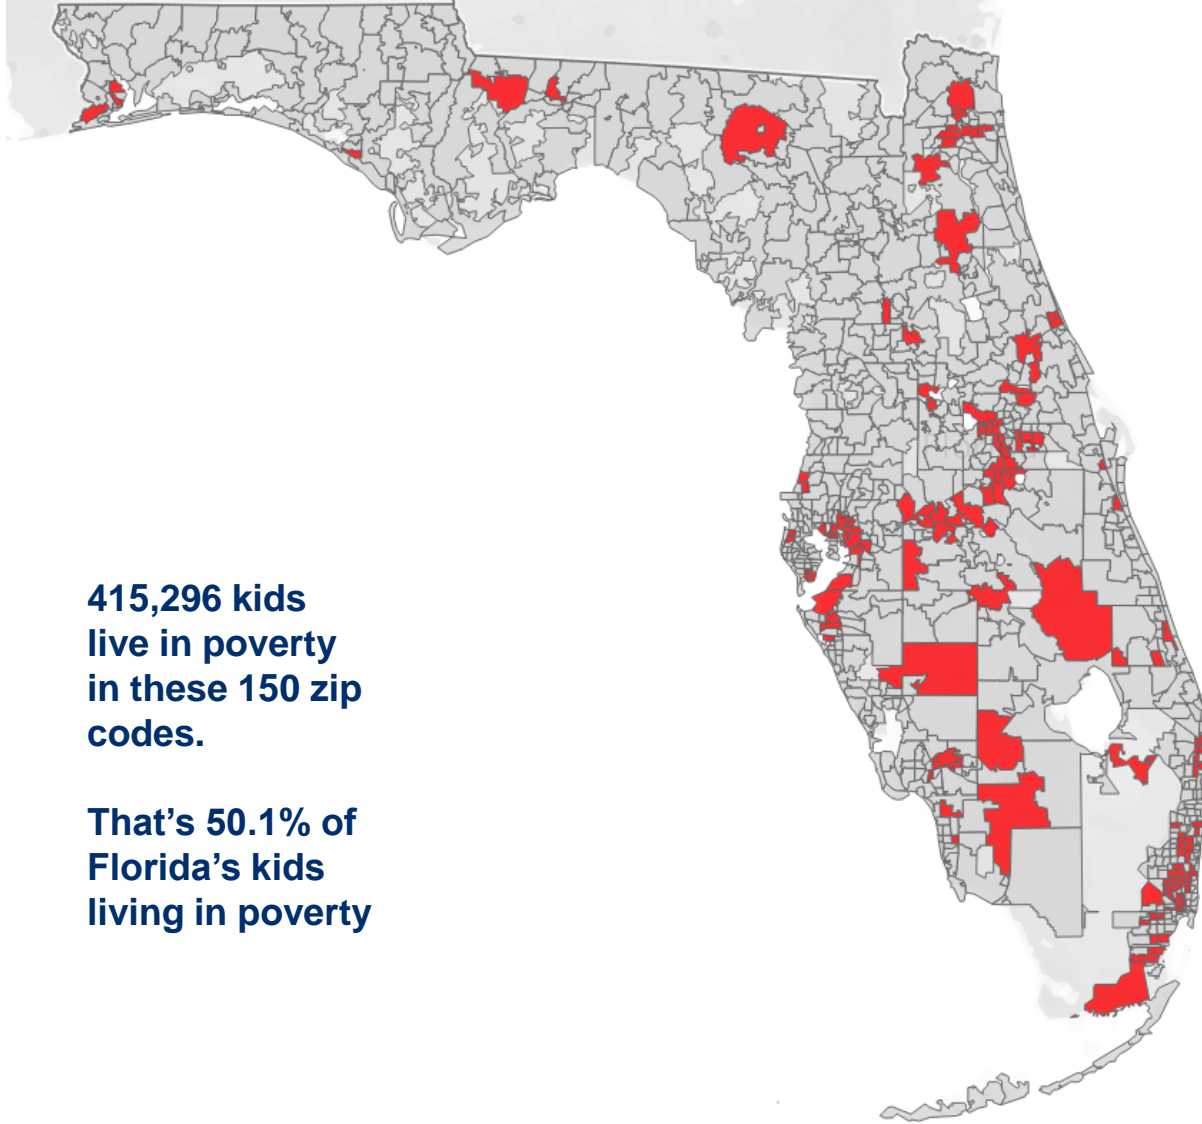 415,296 kids
live in poverty
in these 150 zip
codes.
That’s 50.1% of
Florida’s kids
living in poverty